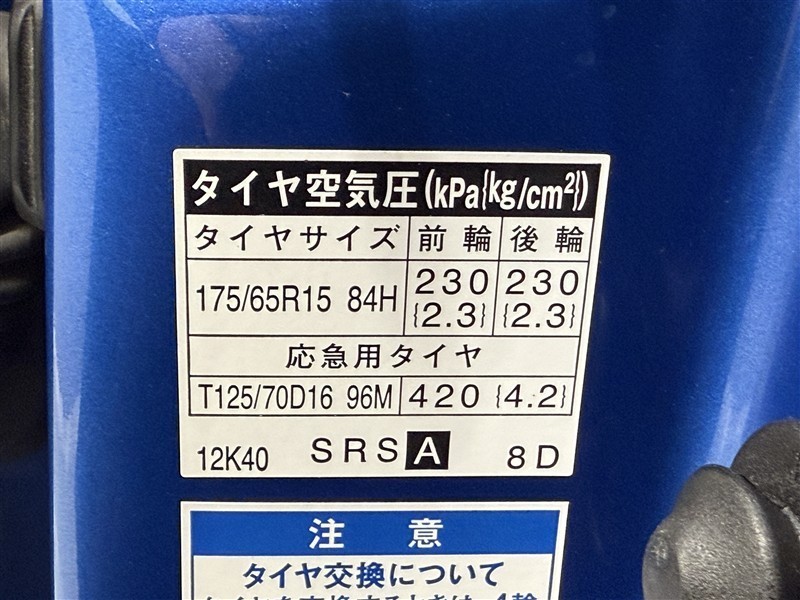 タイヤ空気圧(kPa{kg/cm²})
タイヤサイズ 前輪 後輪
175/65R15 84H 230 {2.3} 230 {2.3}
応急用タイヤ
T125/70D16 96M 420 {4.2}
12K40 SRS A 8D
注意
タイヤ交換について